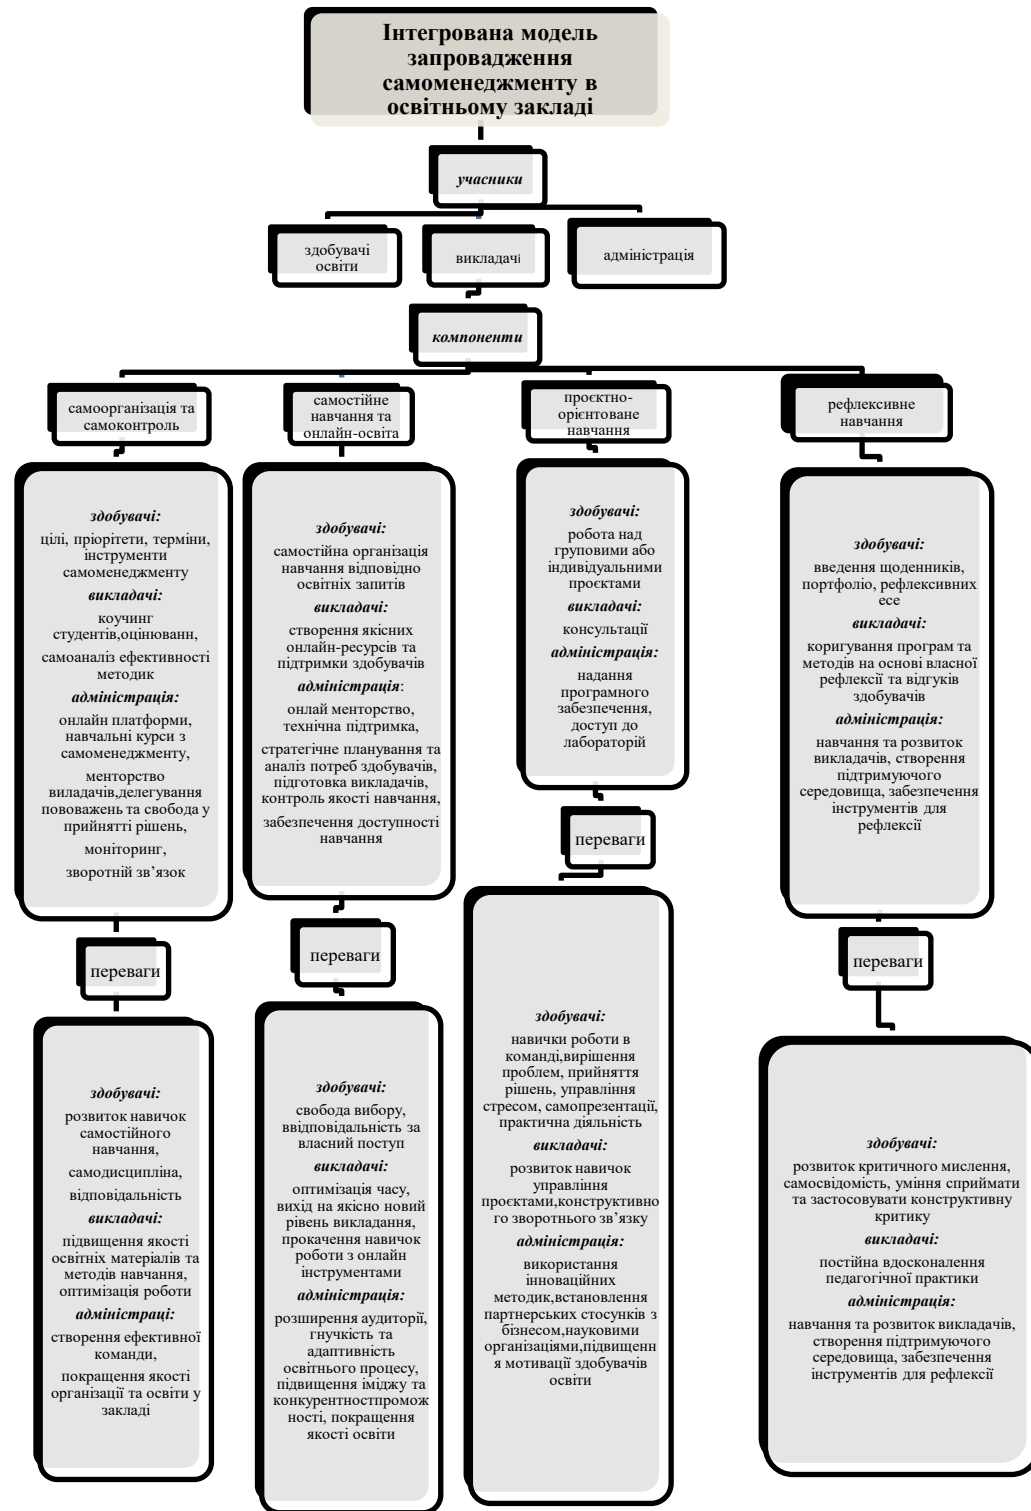 Інтегрована модель
запровадження
самоменеджменту в
освітньому закладі
учасники
здобувачі
освіти
викладачі
адміністрація
компоненти
самоорганізація та
самоконтроль
самостійне
навчання та
онлайн-освіта
проєктно-
орієнтоване
навчання
рефлексивне
навчання
здобувачі:
цілі, пріоритети, терміни,
інструменти
самоменеджменту
викладачі:
коучинг
студентів,оцінюванн,
самоаналіз ефективності
методик
адміністрація:
онлайн платформи,
навчальні курси з
самоменеджменту,
менторство
виладачів,делегування
пововажень та свобода у
прийнятті рішень,
моніторинг,
зворотній зв’язок
здобувачі:
самостійна організація
навчання відповідно
освітніх запитів
викладачі:
створення якісних
онлайн-ресурсів та
підтримки здобувачів
адміністрація:
онлай менторство,
технічна підтримка,
стратегічне планування та
аналіз потреб здобувачів,
підготовка викладачів,
контроль якості навчання,
забезпечення доступності
навчання
здобувачі:
робота над
груповими або
індивідуальними
проєктами
викладачі:
консультації
адміністрація:
надання
програмного
забезпечення,
доступ до
лабораторій
здобувачі:
введення щоденників,
портфоліо, рефлексивних
есе
викладачі:
коригування програм та
методів на основі власної
рефлексії та відгуків
здобувачів
адміністрація:
навчання та розвиток
викладачів, створення
підтримуючого
середовища, забезпечення
інструментів для
рефлексії
переваги
переваги
переваги
переваги
здобувачі:
розвиток навичок
самостійного
навчання,
самодисципліна,
відповідальність
викладачі:
підвищення якості
освітніх матеріалів та
методів навчання,
оптимізація роботи
адміністраці:
створення ефективної
команди,
покращення якості
організації та освіти у
закладі
здобувачі:
свобода вибору,
ввідповідальність за
власний поступ
викладачі:
оптимізація часу,
вихід на якісно новий
рівень викладання,
прокачення навичок
роботи з онлайн
інструментами
адміністрація:
розширення аудиторії,
гнучкість та
адаптивність
освітнього процесу,
підвищення іміджу та
конкурентностпромож
ності, покращення
якості освіти
здобувачі:
навички роботи в
команді,вирішення
проблем, прийняття
рішень, управління
стресом, самопрезентації,
практична діяльність
викладачі:
розвиток навичок
управління
проєктами,конструктивно
го зворотнього зв’язку
адміністрація:
використання
інноваційних
методик,встановлення
партнерських стосунків з
бізнесом,науковими
організаціями,підвищенн
я мотивації здобувачів
освіти
здобувачі:
розвиток критичного мислення,
самосвідомість, уміння сприймати
та застосовувати конструктивну
критику
викладачі:
постійна вдосконалення
педагогічної практики
адміністрація:
навчання та розвиток викладачів,
створення підтримуючого
середовища, забезпечення
інструментів для рефлексії